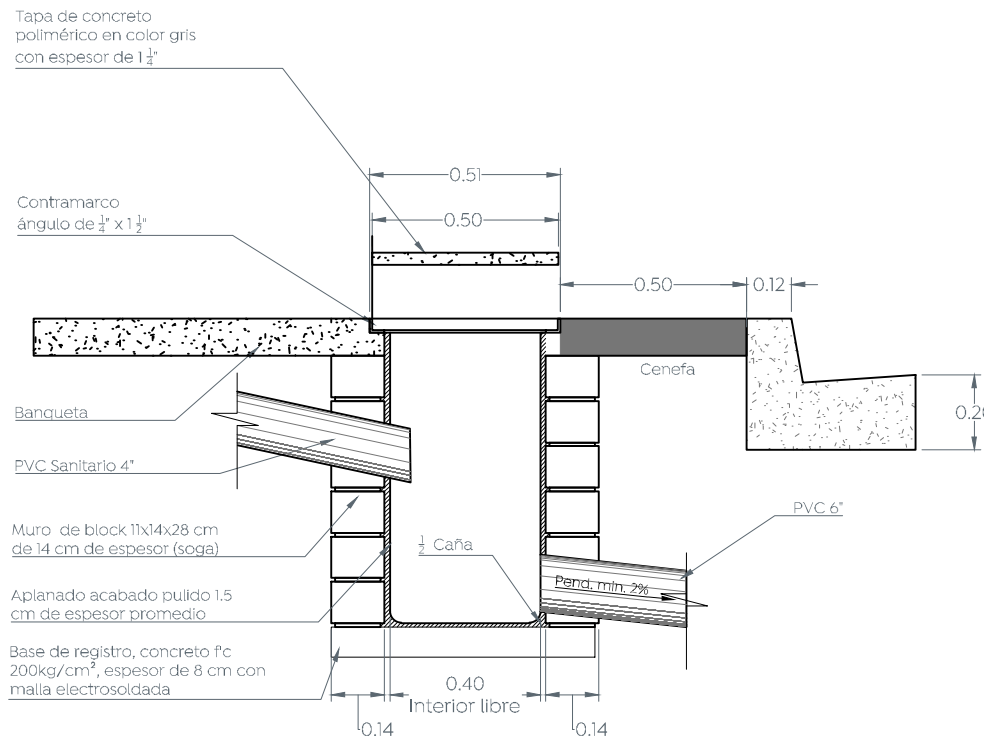 Tapa de concreto
polimérico en color gris
con espesor de 1 1/4"
0.51
Contramarco
ángulo de 1/4" x 1 1/2"
0.50
0.50
0.12
Cenefa
0.20
Banqueta
PVC Sanitario 4"
PVC 6"
Muro de block 11x14x28 cm
de 14 cm de espesor (soga)
1/2 Caña
Pend. min. 2%
Aplanado acabado pulido 1.5
cm de espesor promedio
Base de registro, concreto f'c
200kg/cm², espesor de 8 cm con
malla electrosoldada
0.40
Interior libre
0.14
0.14